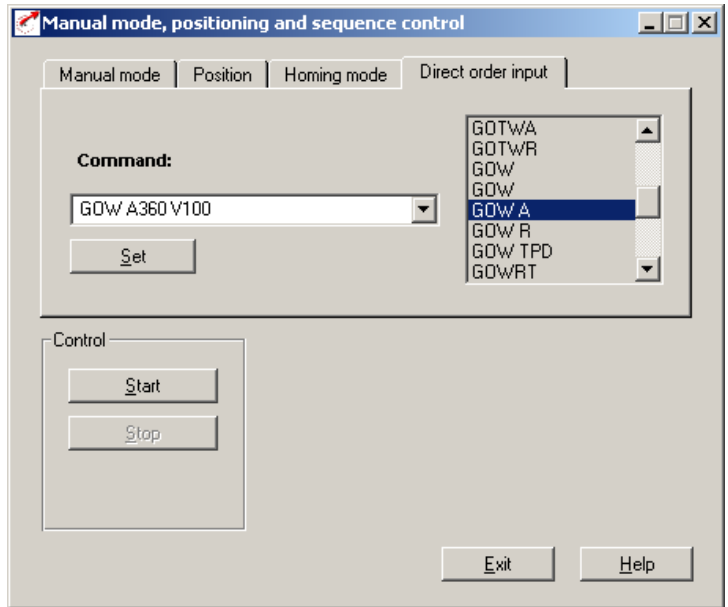 Manual mode, positioning and sequence control
Manual mode Position Homing mode Direct order input
Command:
GOW A360 V100
Set
GOTWA
GOTWR
GOW
GOW
GOW A
GOW R
GOW TPD
GOWRT
Control
Start
Stop
Exit Help